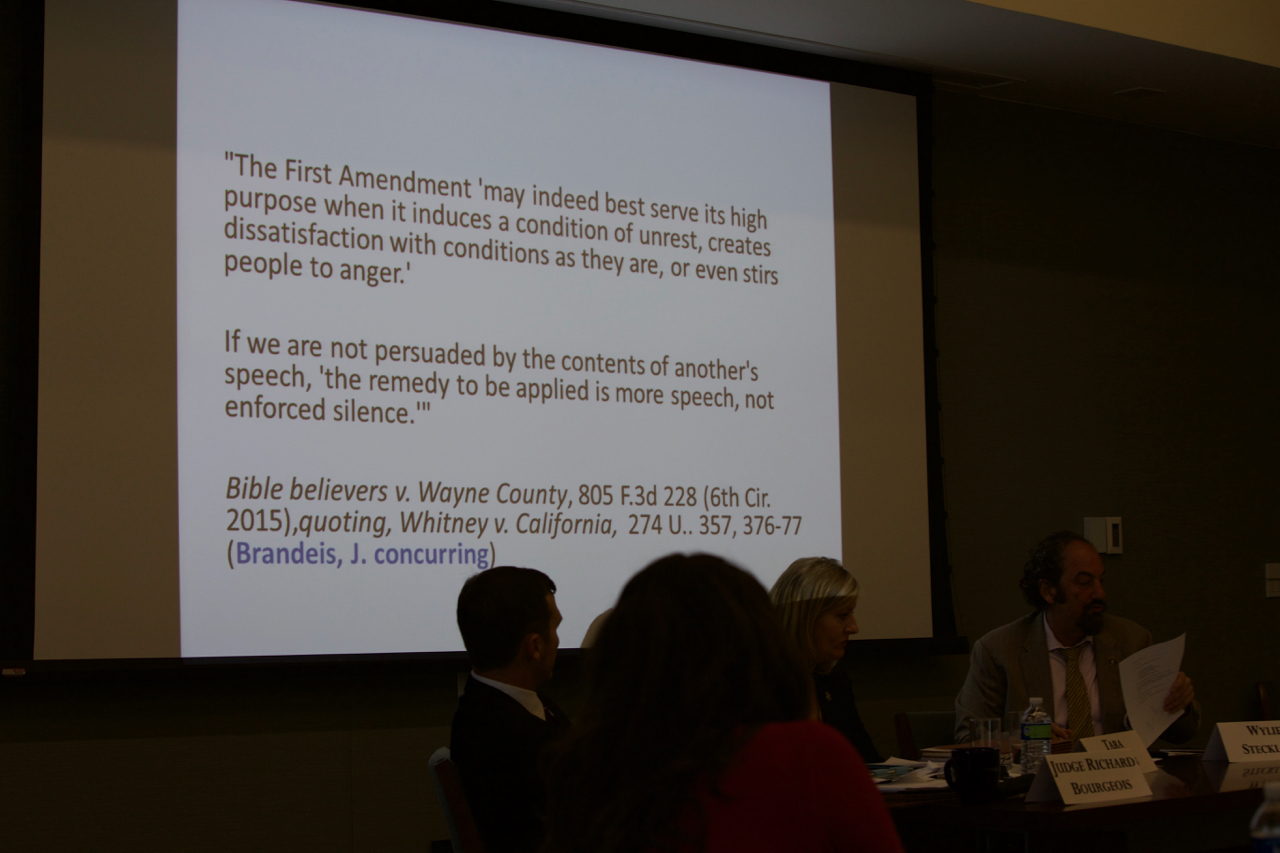 "The First Amendment 'may indeed best serve its high
purpose when it induces a condition of unrest, creates
dissatisfaction with conditions as they are, or even stirs
people to anger.'
If we are not persuaded by the contents of another's
speech, 'the remedy to be applied is more speech, not
enforced silence.'"
Bible believers v. Wayne County, 805 F.3d 228 (6th Cir.
2015),quoting, Whitney v. California, 274 U.. 357, 376-77
(Brandeis, J. concurring)
TARA
JUDGE RICHARD
BOURGEOIS
WYLIE
STECKL